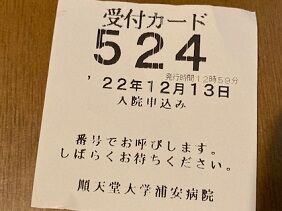 受付カード
524
発行時間12時59分
'22年12月13日
入院申込み
番号でお呼びします。
しばらくお待ちください。
順天堂大学浦安病院